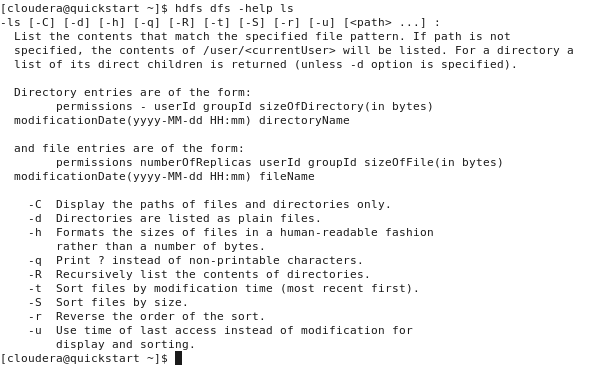 [cloudera@quickstart ~]$ hdfs dfs -help ls
-ls [-C] [-d] [-h] [-q] [-R] [-t] [-S] [-r] [-u] [<path> ...] :
  List the contents that match the specified file pattern. If path is not
  specified, the contents of /user/<currentUser> will be listed. For a directory a
  list of its direct children is returned (unless -d option is specified).

  Directory entries are of the form:
        permissions - userId groupId sizeOfDirectory(in bytes)
  modificationDate(yyyy-MM-dd HH:mm) directoryName

  and file entries are of the form:
        permissions numberOfReplicas userId groupId sizeOfFile(in bytes)
  modificationDate(yyyy-MM-dd HH:mm) fileName

    -C  Display the paths of files and directories only.
    -d  Directories are listed as plain files.
    -h  Formats the sizes of files in a human-readable fashion
        rather than a number of bytes.
    -q  Print ? instead of non-printable characters.
    -R  Recursively list the contents of directories.
    -t  Sort files by modification time (most recent first).
    -S  Sort files by size.
    -r  Reverse the order of the sort.
    -u  Use time of last access instead of modification for
        display and sorting.
[cloudera@quickstart ~]$